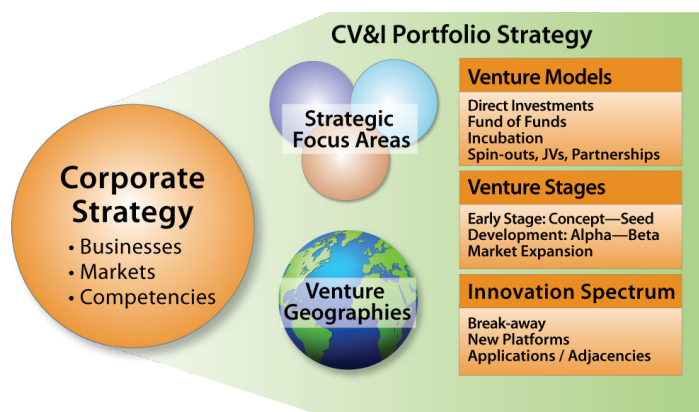 CV&I Portfolio Strategy
Corporate
Strategy
• Businesses
• Markets
• Competencies
Strategic
Focus Areas
Venture
Geographies
Venture Models
Direct Investments
Fund of Funds
Incubation
Spin-outs, JVs, Partnerships
Venture Stages
Early Stage: Concept—Seed
Development: Alpha—Beta
Market Expansion
Innovation Spectrum
Break-away
New Platforms
Applications / Adjacencies